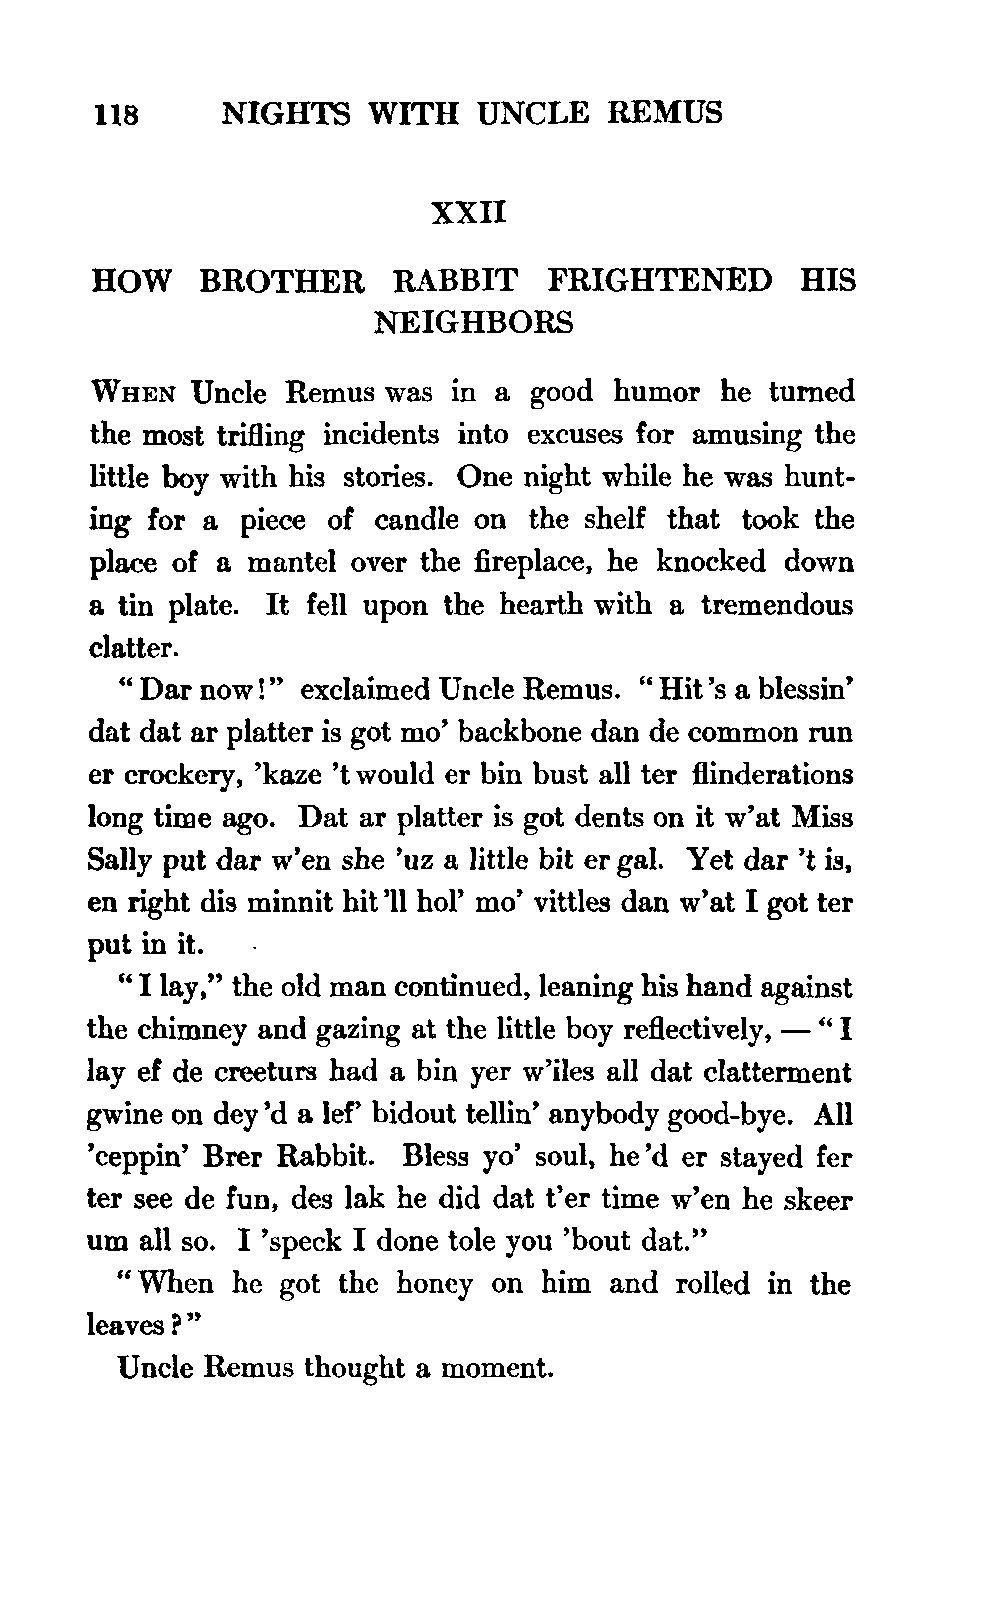 118 NIGHTS WITH UNCLE REMUS
XXII
HOW BROTHER RABBIT FRIGHTENED HIS
NEIGHBORS
WHEN Uncle Remus was in a good humor he turned
the most trifling incidents into excuses for amusing the
little boy with his stories. One night while he was hunt-
ing for a piece of candle on the shelf that took the
place of a mantel over the fireplace, he knocked down
a tin plate. It fell upon the hearth with a tremendous
clatter.
"Dar now!" exclaimed Uncle Remus. "Hit's a blessin'
dat dat ar platter is got mo' backbone dan de common run
er crockery, 'kaze 't would er bin bust all ter flinderations
long time ago. Dat ar platter is got dents on it w'at Miss
Sally put dar w'en she 'uz a little bit er gal. Yet dar 't is,
en right dis minnit hit 'll hol' mo' vittles dan w'at I got ter
put in it.
"I lay," the old man continued, leaning his hand against
the chimney and gazing at the little boy reflectively, — "I
lay ef de creeturs had a bin yer w'iles all dat clatterment
gwine on dey 'd a lef' bidout tellin' anybody good-bye. All
'ceppin' Brer Rabbit. Bless yo' soul, he 'd er stayed fer
ter see de fun, des lak he did dat t'er time w'en he skeer
um all so. I 'speck I done tole you 'bout dat."
"When he got the honey on him and rolled in the
leaves?"
Uncle Remus thought a moment.